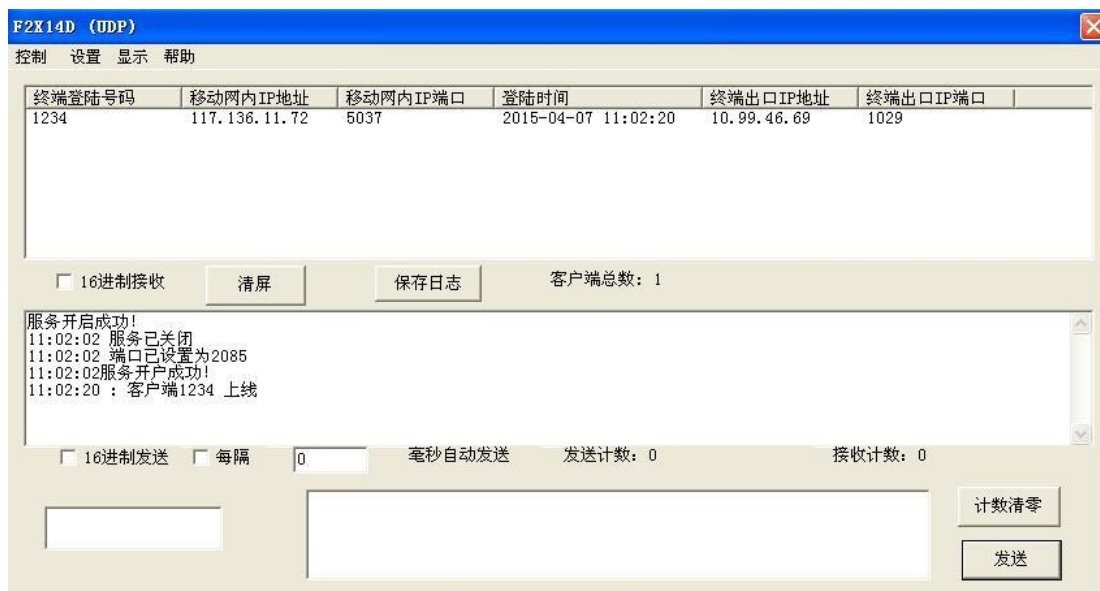 F2X14D (UDP)
控制 设置 显示 帮助
终端登陆号码 移动网内IP地址 移动网内IP端口 登陆时间 终端出口IP地址 终端出口IP端口
1234 117.136.11.72 5037 2015-04-07 11:02:20 10.99.46.69 1029
16进制接收 清屏 保存日志 客户端总数: 1
服务开启成功!
11:02:02 服务已关闭
11:02:02 端口已设置为2085
11:02:02服务开户成功!
11:02:20 : 客户端1234 上线
16进制发送 每隔 0 毫秒自动发送 发送计数: 0 接收计数: 0
计数清零
发送